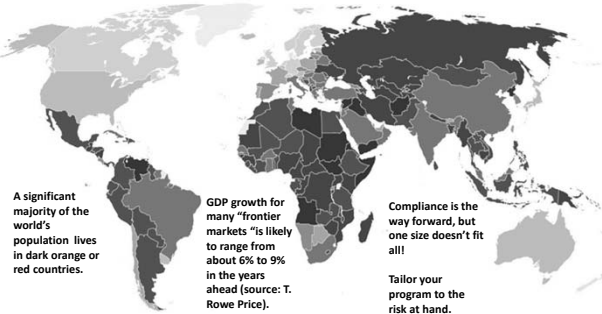 A significant
majority of the
world's
population lives
in dark orange or
red countries.
GDP growth for
many "frontier
markets "is likely
to range from
about 6% to 9%
in the years
ahead (source: T.
Rowe Price).
Compliance is the
way forward, but
one size doesn't fit
all!
Tailor your
program to the
risk at hand.